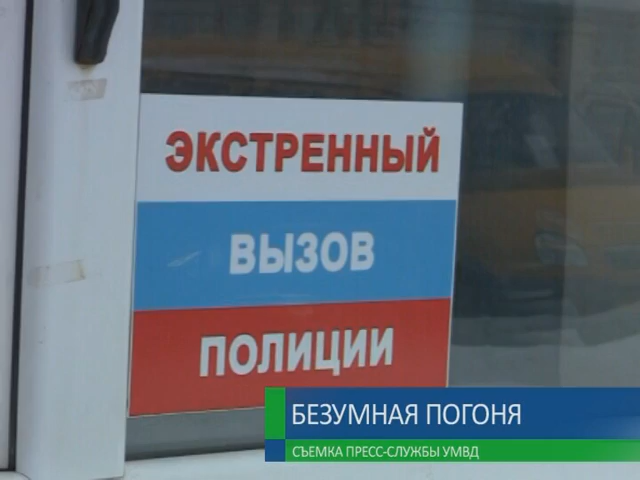 ЭКСТРЕННЫЙ
ВЫЗОВ
ПОЛИЦИИ
БЕЗУМНАЯ ПОГОНЯ
СЪЕМКА ПРЕСС-СЛУЖБЫ УМВД